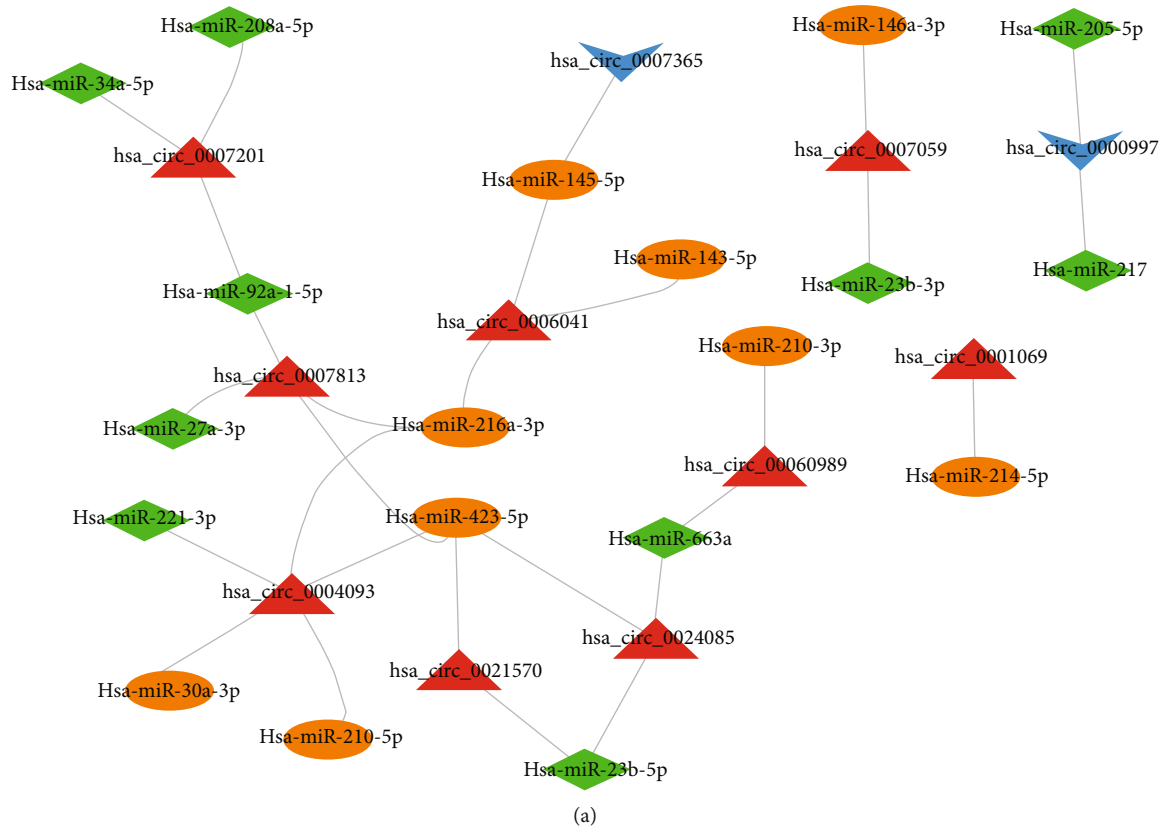 Hsa-miR-208a-5p
Hsa-miR-146a-3p
Hsa-miR-205-5p
hsa_circ_0007365
Hsa-miR-34a-5p
hsa_circ_0007201
hsa_circ_0007059
hsa_circ_0000997
Hsa-miR-145-5p
Hsa-miR-143-5p
Hsa-miR-217
Hsa-miR-23b-3p
Hsa-miR-92a-1-5p
hsa_circ_0006041
Hsa-miR-210-3p
hsa_circ_0001069
hsa_circ_0007813
Hsa-miR-27a-3p
Hsa-miR-216a-3p
hsa_circ_00060989
Hsa-miR-214-5p
Hsa-miR-221-3p
Hsa-miR-423-5p
Hsa-miR-663a
hsa_circ_0004093
hsa_circ_0024085
hsa_circ_0021570
Hsa-miR-30a-3p
Hsa-miR-210-5p
Hsa-miR-23b-5p
(a)